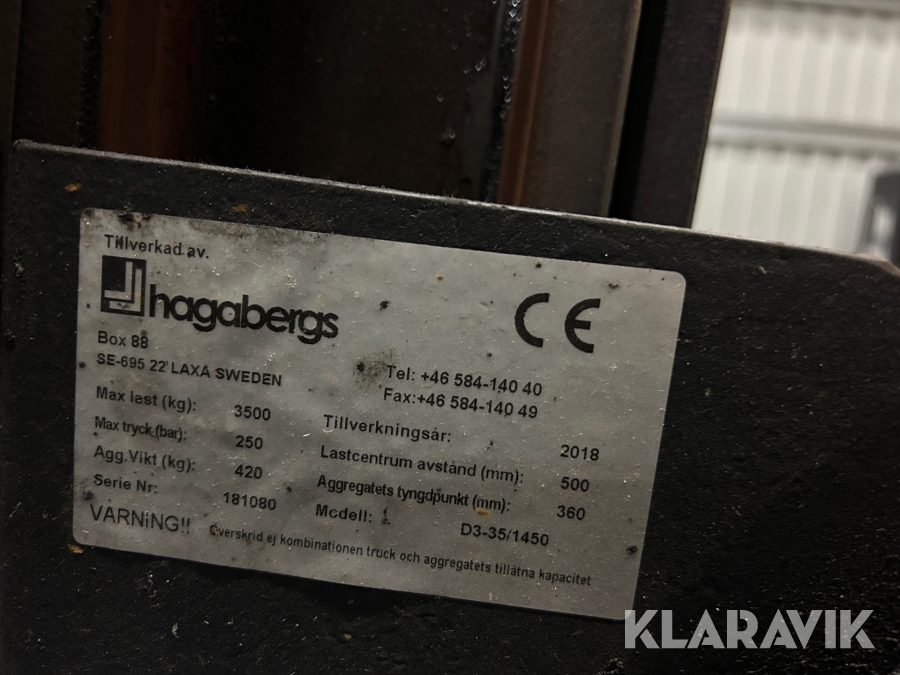 Tillverkad av.
hagabergs
CE
Box 88
SE-695 22 LAXÅ SWEDEN
Tel: +46 584-140 40
Fax:+46 584-140 49
Max last (kg): 3500
Tillverkningsår: 2018
Max tryck (bar): 250
Lastcentrum avstånd (mm): 500
Agg.Vikt (kg): 420
Aggregatets tyngdpunkt (mm): 360
Serie Nr: 181080
Modell: D3-35/1450
VARNiNG!! Överskrid ej kombinationen truck och aggregatets tillåtna kapacitet
KLARAVIK